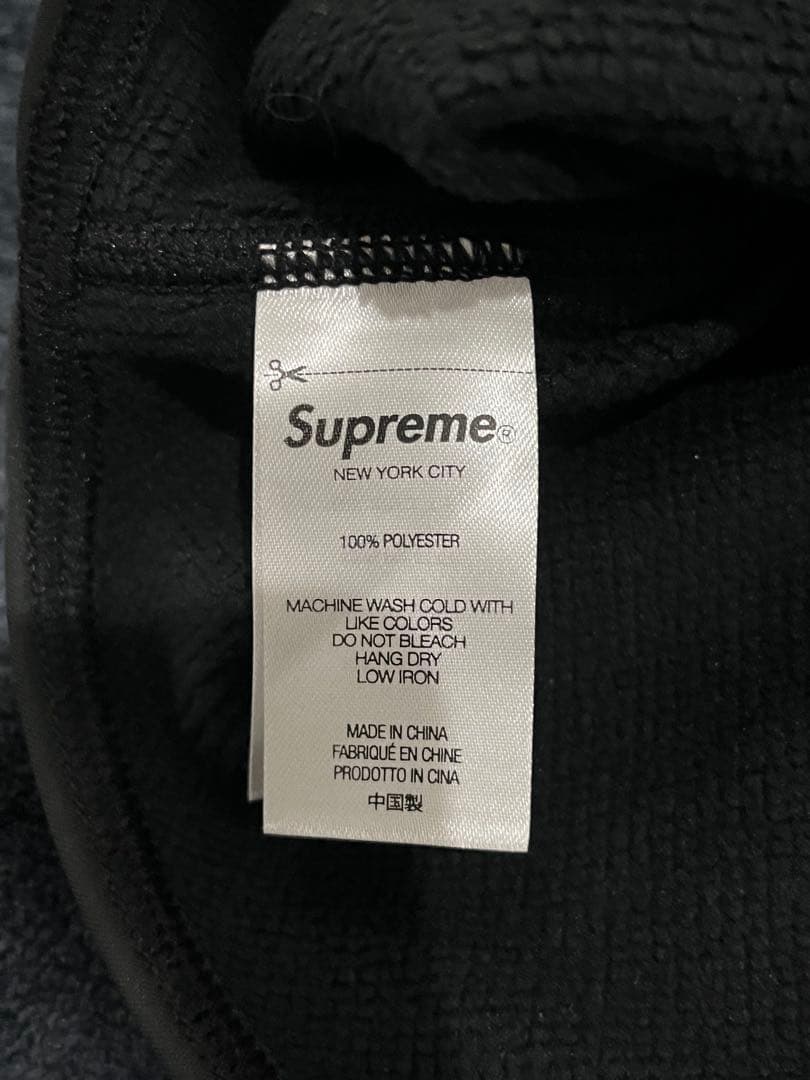 Supreme®
NEW YORK CITY
100% POLYESTER
MACHINE WASH COLD WITH
LIKE COLORS
DO NOT BLEACH
HANG DRY
LOW IRON
MADE IN CHINA
FABRIQUÉ EN CHINE
PRODOTTO IN CINA
中国製